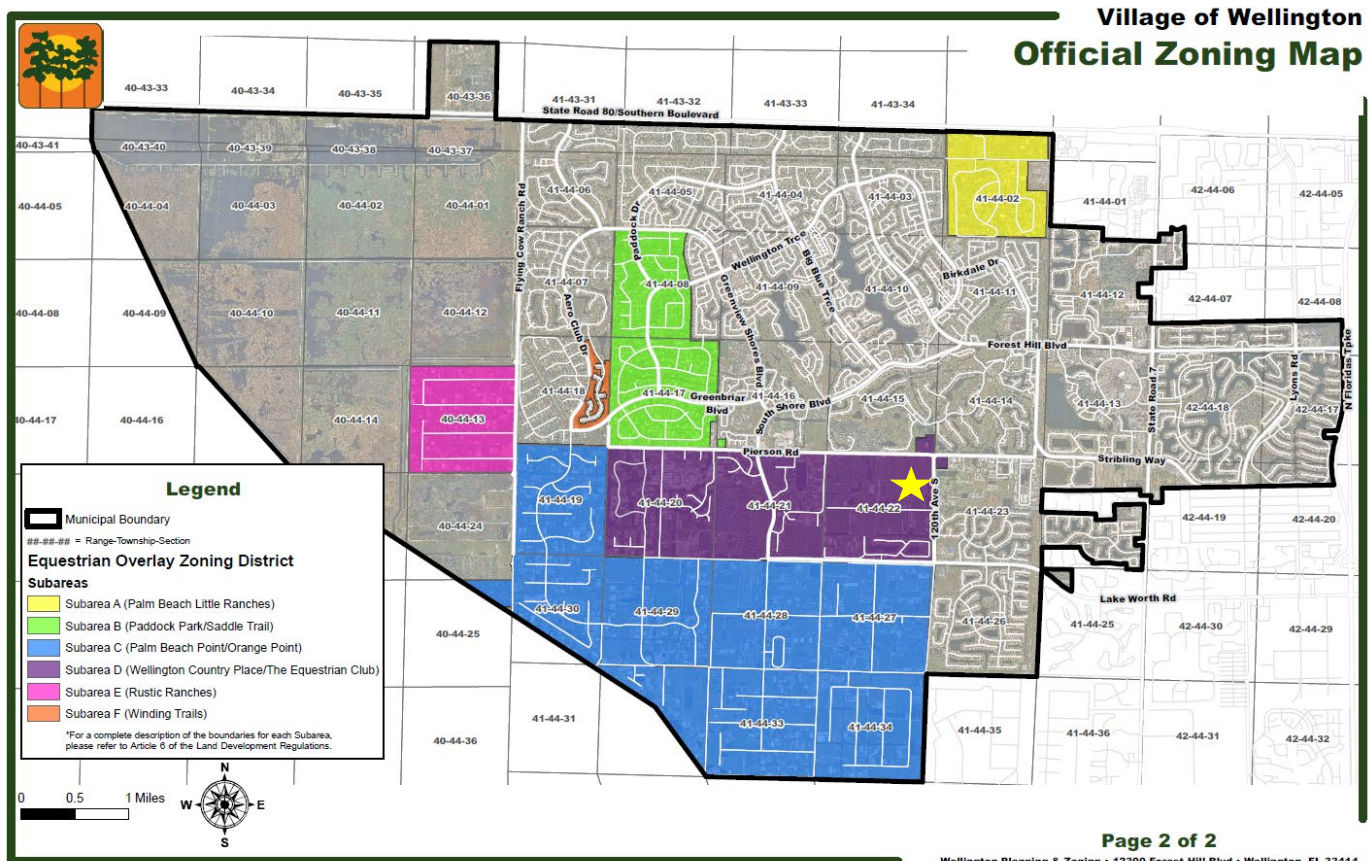 Village of Wellington
Official Zoning Map
40-43-33
40-43-34
40-43-35
40-43-36
41-43-31
41-43-32
41-43-33
41-43-34
State Road 80/Southern Boulevard
40-43-41
40-43-40
40-43-39
40-43-38
40-43-37
40-44-05
40-44-04
40-44-03
40-44-02
40-44-01
Flying Cow Ranch Rd
41-44-06
Paddock Dr
41-44-05
41-44-04
41-44-03
41-44-02
41-44-01
42-44-06
42-44-05
40-44-08
40-44-09
40-44-10
40-44-11
40-44-12
41-44-07
Aero Club Dr
41-44-08
Wellington Trce
Greenview Shores Blvd
41-44-09
Big Blue Trce
41-44-10
Birkdale Dr
41-44-11
41-44-12
42-44-07
42-44-08
Forest Hill Blvd
40-44-17
40-44-16
40-44-14
40-44-13
41-44-18
41-44-17
Greenbriar Blvd
41-44-16
South Shore Blvd
41-44-15
41-44-14
41-44-13
State Road 7
42-44-18
Lyons Rd
42-44-17
N Floridas Tpke
Pierson Rd
Stribling Way
40-44-24
41-44-19
41-44-20
41-44-21
41-44-22
120th Ave S
41-44-23
42-44-19
42-44-20
Lake Worth Rd
40-44-25
41-44-30
41-44-29
41-44-28
41-44-27
41-44-26
41-44-25
42-44-30
42-44-29
40-44-36
41-44-31
41-44-33
41-44-34
41-44-35
41-44-36
42-44-31
42-44-32
Legend
Municipal Boundary
##-##-## = Range-Township-Section
Equestrian Overlay Zoning District
Subareas
Subarea A (Palm Beach Little Ranches)
Subarea B (Paddock Park/Saddle Trail)
Subarea C (Palm Beach Point/Orange Point)
Subarea D (Wellington Country Place/The Equestrian Club)
Subarea E (Rustic Ranches)
Subarea F (Winding Trails)
*For a complete description of the boundaries for each Subarea,
please refer to Article 6 of the Land Development Regulations.
0 0.5 1 Miles
N
W E
S
Page 2 of 2